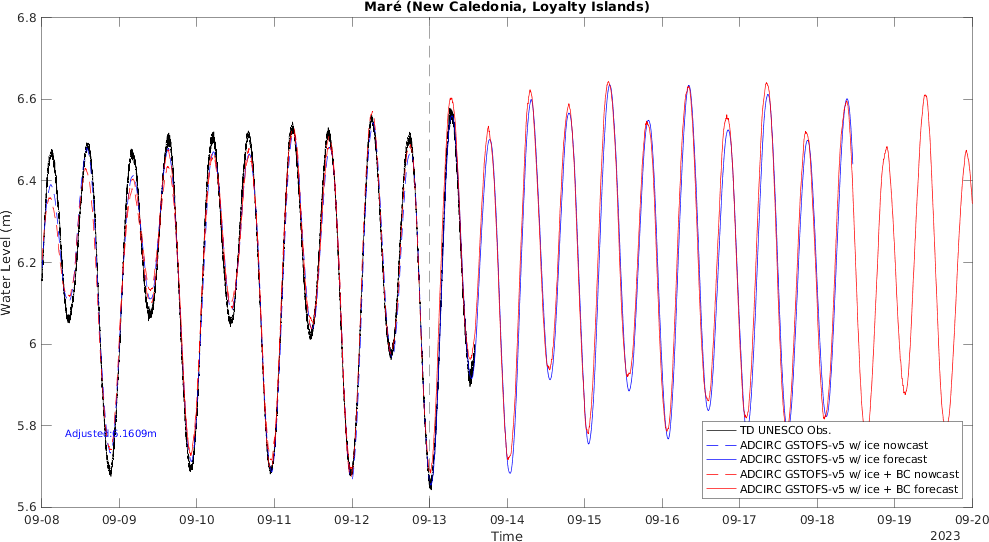 Maré (New Caledonia, Loyalty Islands)
6.8
6.6
6.4
6.2
6
5.8
5.6
Water Level (m)
Adjusted:6.1609m
TD UNESCO Obs.
ADCIRC GSTOFS-v5 w/ ice nowcast
ADCIRC GSTOFS-v5 w/ ice forecast
ADCIRC GSTOFS-v5 w/ ice + BC nowcast
ADCIRC GSTOFS-v5 w/ ice + BC forecast
09-08 09-09 09-10 09-11 09-12 09-13 09-14 09-15 09-16 09-17 09-18 09-19 09-20
Time
2023